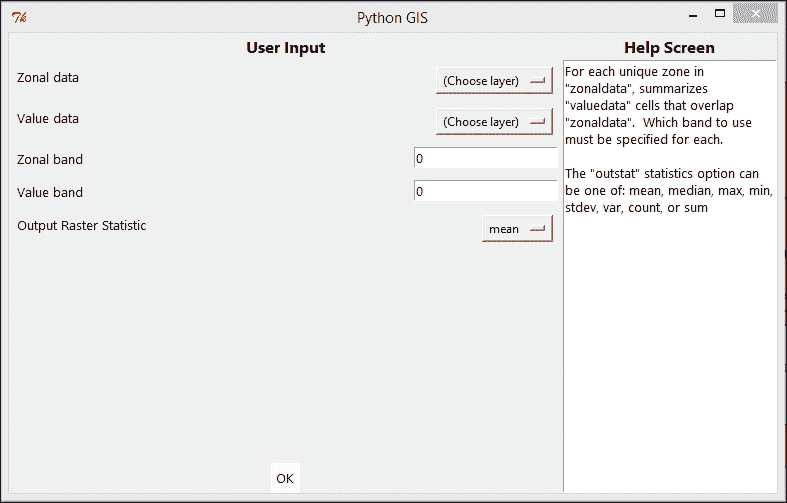 Python GIS
User Input
Zonal data
(Choose layer)
Value data
(Choose layer)
Zonal band
0
Value band
0
Output Raster Statistic
mean
OK
Help Screen
For each unique zone in
"zonaldata", summarizes
"valuedata" cells that overlap
"zonaldata".  Which band to use
must be specified for each.
The "outstat" statistics option can
be one of: mean, median, max, min,
stdev, var, count, or sum